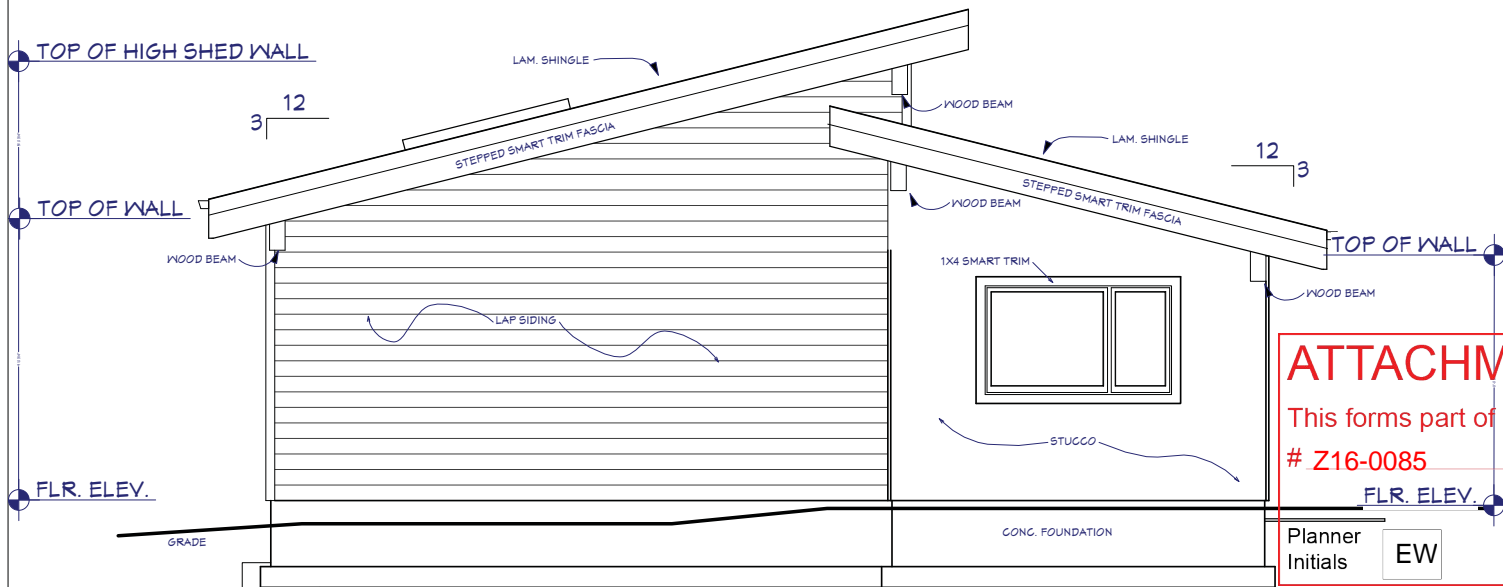 TOP OF HIGH SHED WALL
LAM. SHINGLE
12
3
WOOD BEAM
STEPPED SMART TRIM FASCIA
LAM. SHINGLE
12
3
TOP OF WALL
WOOD BEAM
STEPPED SMART TRIM FASCIA
TOP OF WALL
WOOD BEAM
1X4 SMART TRIM
WOOD BEAM
LAP SIDING
ATTACHM
This forms part of
# Z16-0085
STUCCO
FLR. ELEV.
FLR. ELEV.
GRADE
CONC. FOUNDATION
Planner
Initials
EW